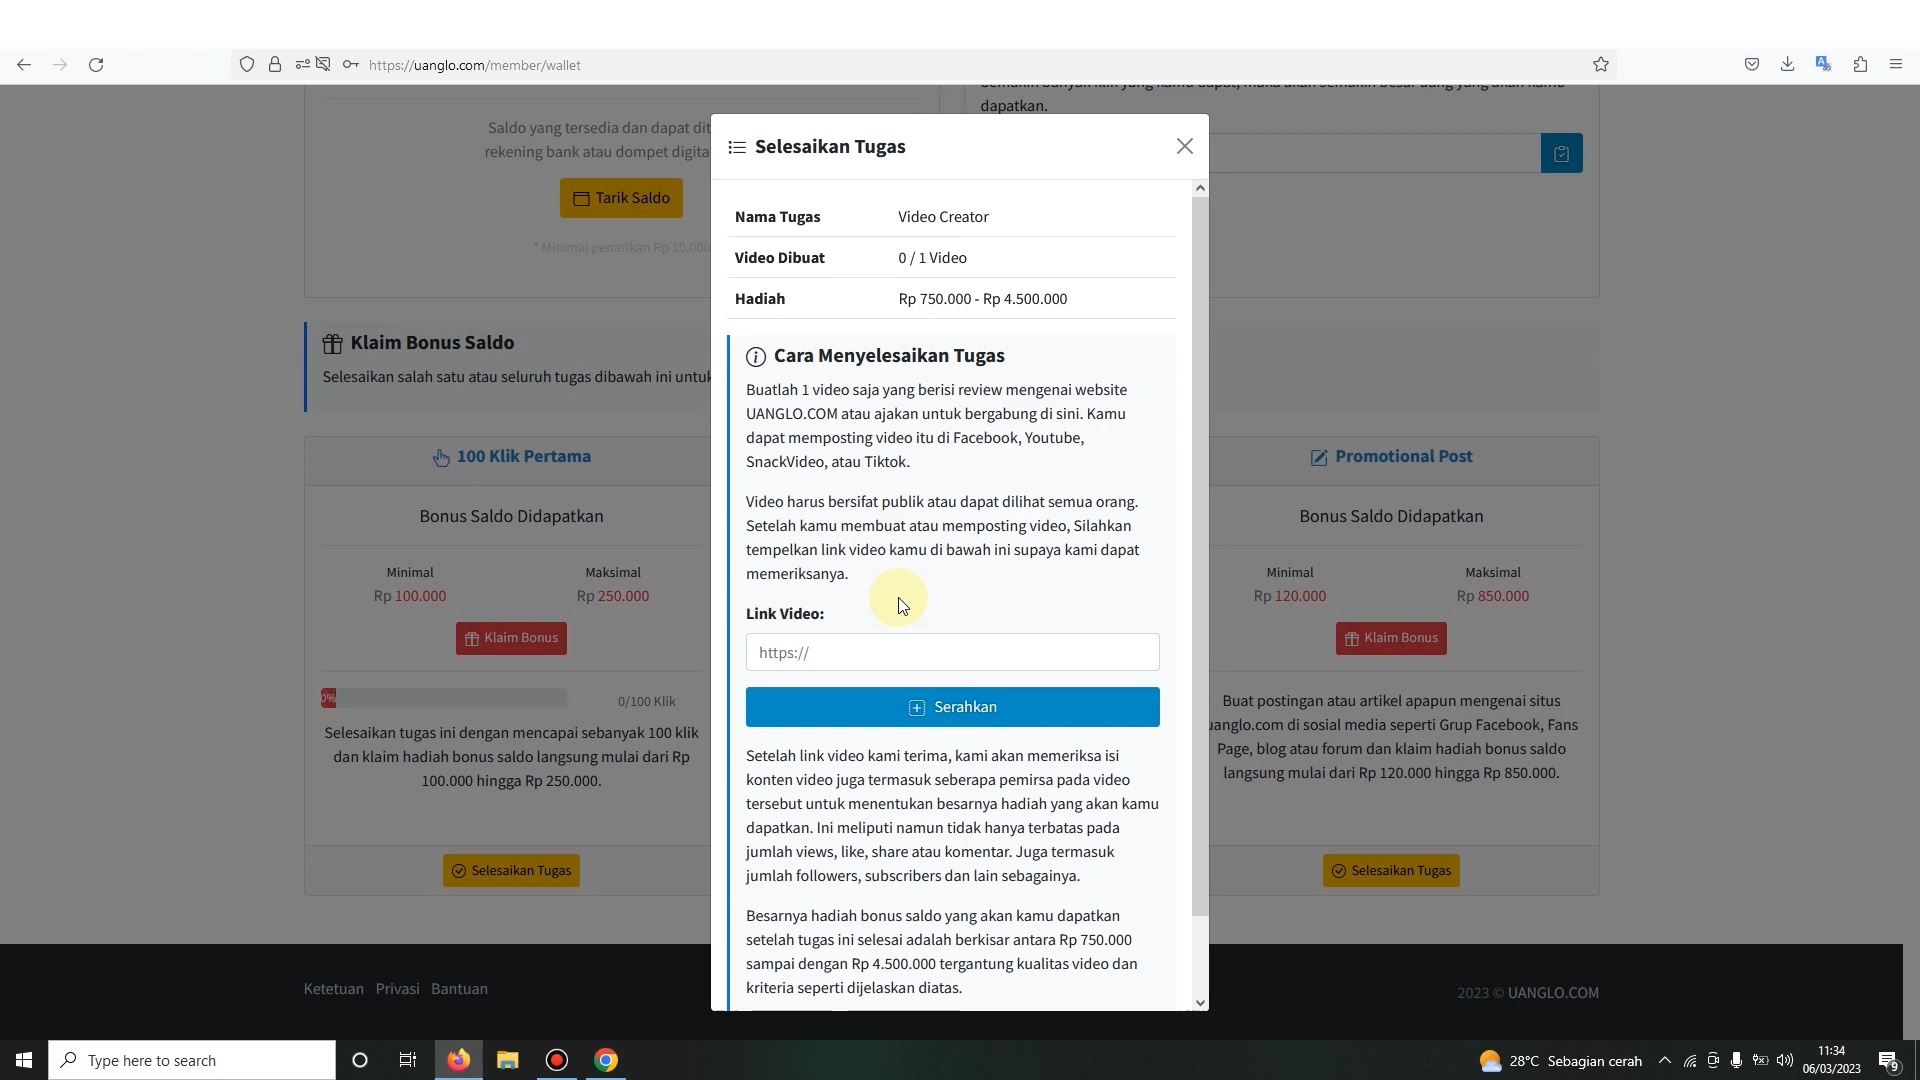 https://uanglo.com/member/wallet
dapatkan.
Saldo yang tersedia dan dapat dit
rekening bank atau dompet digita
Tarik Saldo
* Minimal penarikan Rp 10.000
Klaim Bonus Saldo
Selesaikan salah satu atau seluruh tugas dibawah ini untuk
100 Klik Pertama
Bonus Saldo Didapatkan
Minimal
Maksimal
Rp 100.000
Rp 250.000
Klaim Bonus
0%
0/100 Klik
Selesaikan tugas ini dengan mencapai sebanyak 100 klik
dan klaim hadiah bonus saldo langsung mulai dari Rp
100.000 hingga Rp 250.000.
Selesaikan Tugas
Selesaikan Tugas
Nama Tugas Video Creator
Video Dibuat 0 / 1 Video
Hadiah Rp 750.000 - Rp 4.500.000
Cara Menyelesaikan Tugas
Buatlah 1 video saja yang berisi review mengenai website
UANGLO.COM atau ajakan untuk bergabung di sini. Kamu
dapat memposting video itu di Facebook, Youtube,
SnackVideo, atau Tiktok.
Video harus bersifat publik atau dapat dilihat semua orang.
Setelah kamu membuat atau memposting video, Silahkan
tempelkan link video kamu di bawah ini supaya kami dapat
memeriksanya.
Link Video:
https://
Serahkan
Setelah link video kami terima, kami akan memeriksa isi
konten video juga termasuk seberapa pemirsa pada video
tersebut untuk menentukan besarnya hadiah yang akan kamu
dapatkan. Ini meliputi namun tidak hanya terbatas pada
jumlah views, like, share atau komentar. Juga termasuk
jumlah followers, subscribers dan lain sebagainya.
Besarnya hadiah bonus saldo yang akan kamu dapatkan
setelah tugas ini selesai adalah berkisar antara Rp 750.000
sampai dengan Rp 4.500.000 tergantung kualitas video dan
kriteria seperti dijelaskan diatas.
Promotional Post
Bonus Saldo Didapatkan
Minimal
Maksimal
Rp 120.000
Rp 850.000
Klaim Bonus
Buat postingan atau artikel apapun mengenai situs
uanglo.com di sosial media seperti Grup Facebook, Fans
Page, blog atau forum dan klaim hadiah bonus saldo
langsung mulai dari Rp 120.000 hingga Rp 850.000.
Selesaikan Tugas
Ketetuan Privasi Bantuan
2023 © UANGLO.COM
Type here to search
28°C Sebagian cerah
11:34
06/03/2023
9